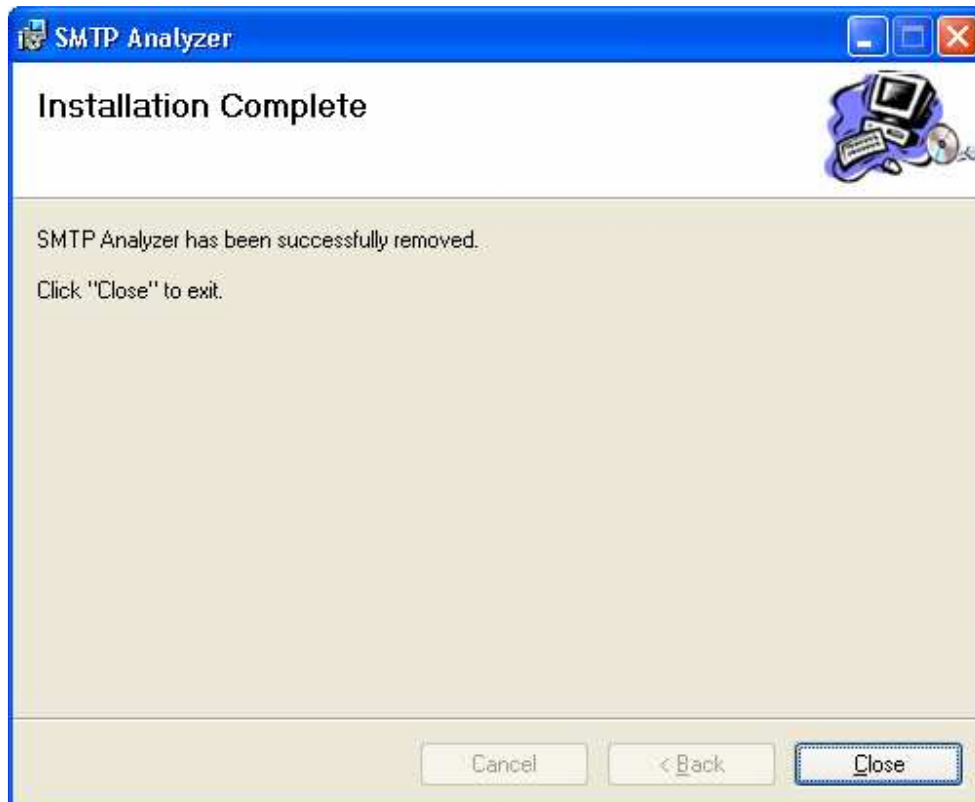 SMTP Analyzer
Installation Complete
SMTP Analyzer has been successfully removed.
Click "Close" to exit.
Cancel
< Back
Close